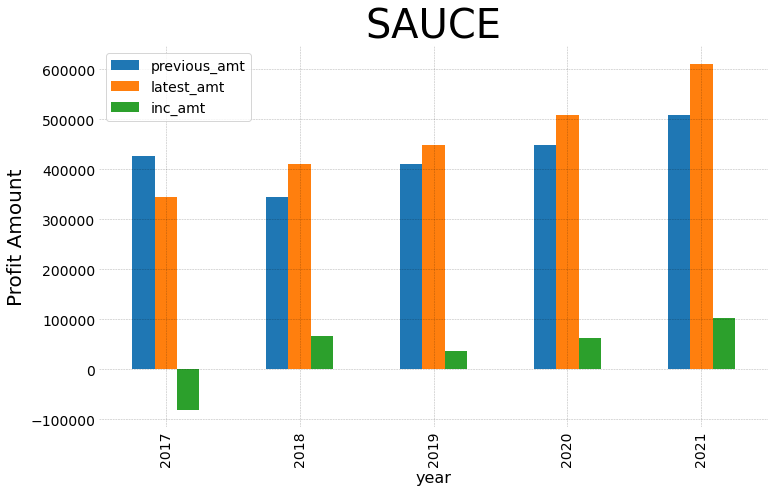 SAUCE
previous_amt
latest_amt
inc_amt
Profit Amount
600000
500000
400000
300000
200000
100000
0
−100000
2017
2018
2019
2020
2021
year